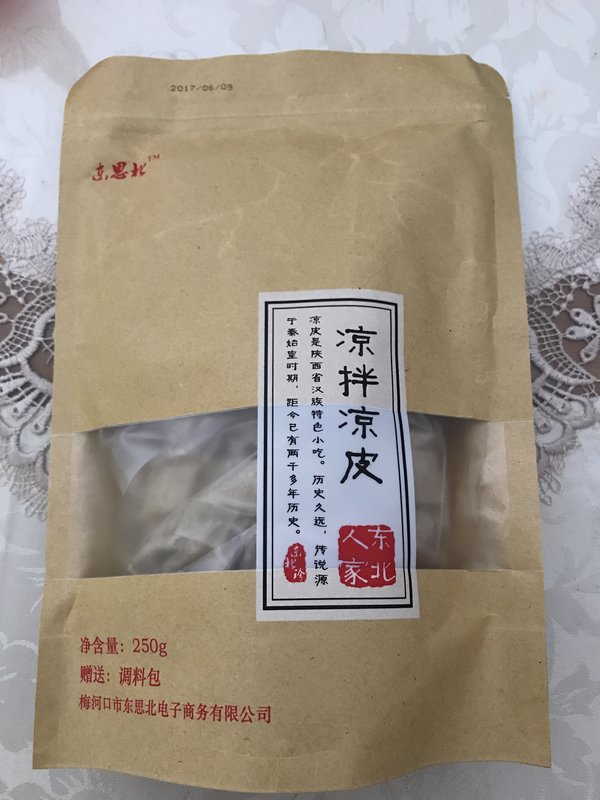 2017/06/09
东思北™
凉拌凉皮
凉皮是陕西省汉族特色小吃。历史久远，传说源
于秦始皇时期，距今已有两千多年历史。
东北
人家
净含量：250g
赠送：调料包
梅河口市东思北电子商务有限公司